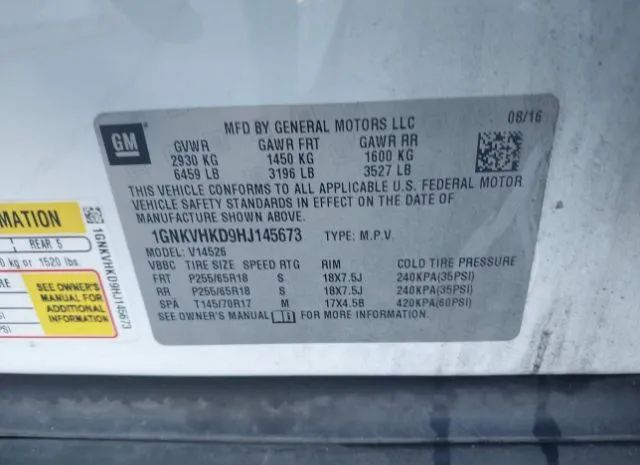 GM
MFD BY GENERAL MOTORS LLC 08/16
GVWR GAWR FRT GAWR RR
2930 KG 1450 KG 1600 KG
6459 LB 3196 LB 3527 LB
THIS VEHICLE CONFORMS TO ALL APPLICABLE U.S. FEDERAL MOTOR
VEHICLE SAFETY STANDARDS IN EFFECT ON THE DATE OF
MANUFACTURE SHOWN ABOVE.
1GNKVHKD9HJ145673 TYPE: M.P.V.
MODEL: V14526
VBBC TIRE SIZE SPEED RTG RIM COLD TIRE PRESSURE
FRT P255/65R18 S 18X7.5J 240KPA(35PSI)
RR P255/65R18 S 18X7.5J 240KPA(35PSI)
SPA T145/70R17 M 17X4.5B 420KPA(60PSI)
SEE OWNER'S MANUAL FOR MORE INFORMATION
REAR 5
kg or 1520 lbs.
SEE OWNER'S
MANUAL FOR
ADDITIONAL
INFORMATION
1GNKVHKD9HJ145673